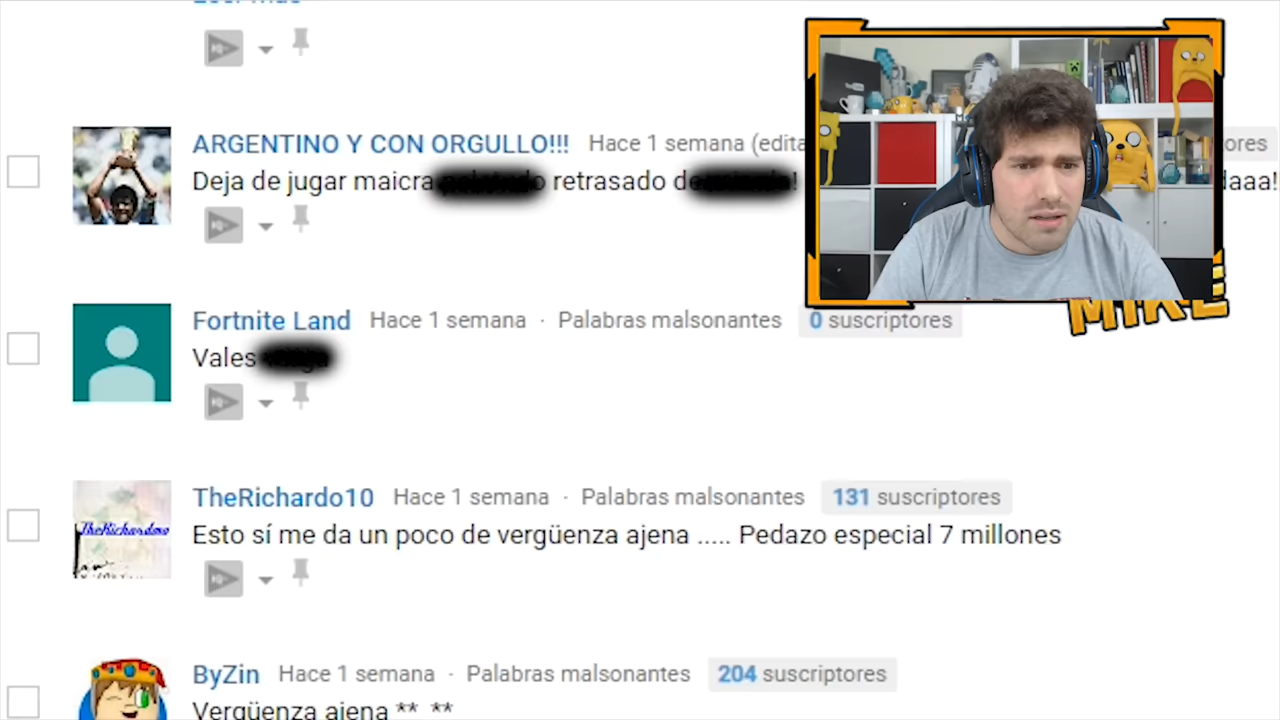 ARGENTINO Y CON ORGULLO!!! Hace 1 semana (edita ores
Deja de jugar maicra retrasado de ! daaa!
MIKE
Fortnite Land Hace 1 semana · Palabras malsonantes 0 suscriptores
Vales
TheRichardo10 Hace 1 semana · Palabras malsonantes 131 suscriptores
Esto sí me da un poco de vergüenza ajena ..... Pedazo especial 7 millones
ByZin Hace 1 semana · Palabras malsonantes 204 suscriptores
Vergüenza ajena ** **